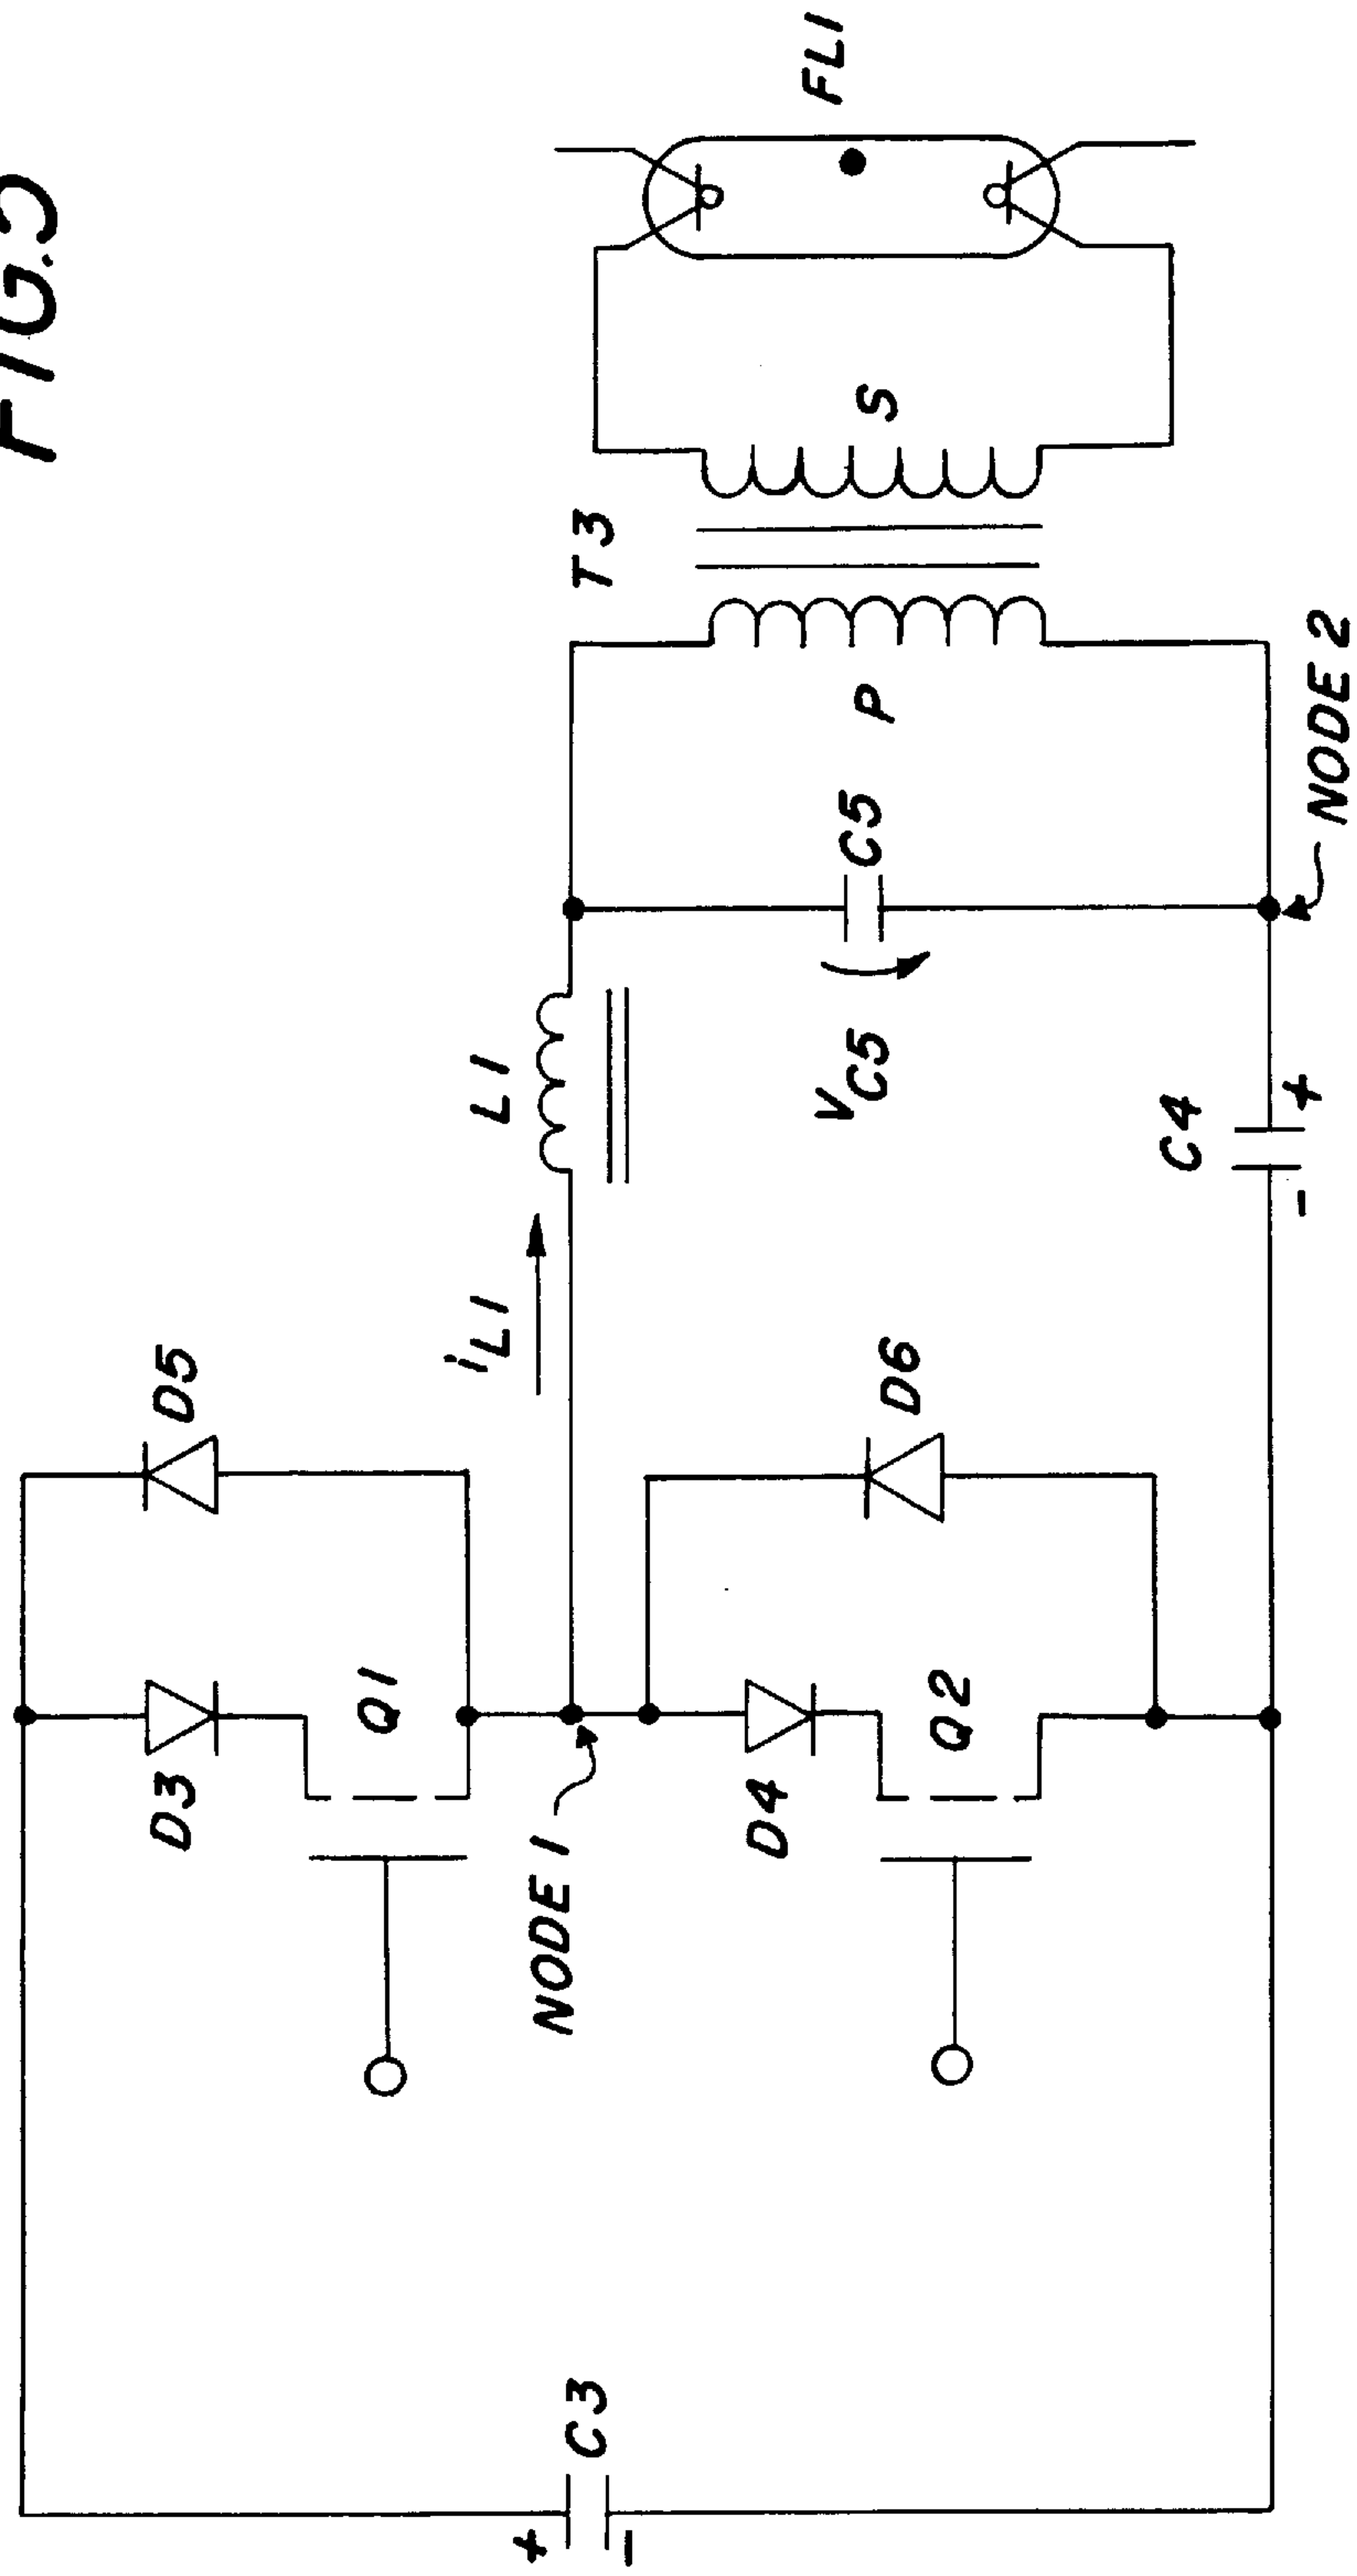 FIG.
D3
D5
Q1
iL1
L1
T3
NODE 1
+
C3
-
D4
D6
Q2
VC5
C5
P
S
FL1
C4
- +
NODE 2